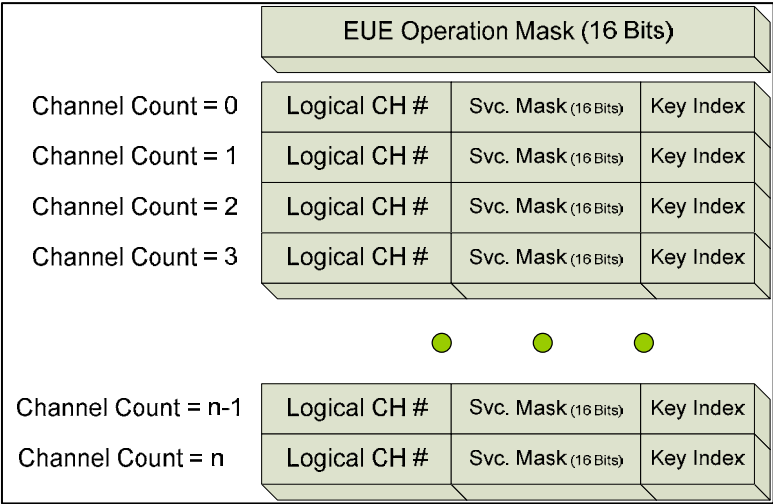 EUE Operation Mask (16 Bits)
Channel Count = 0 Logical CH # Svc. Mask (16 Bits) Key Index
Channel Count = 1 Logical CH # Svc. Mask (16 Bits) Key Index
Channel Count = 2 Logical CH # Svc. Mask (16 Bits) Key Index
Channel Count = 3 Logical CH # Svc. Mask (16 Bits) Key Index
Channel Count = n-1 Logical CH # Svc. Mask (16 Bits) Key Index
Channel Count = n Logical CH # Svc. Mask (16 Bits) Key Index